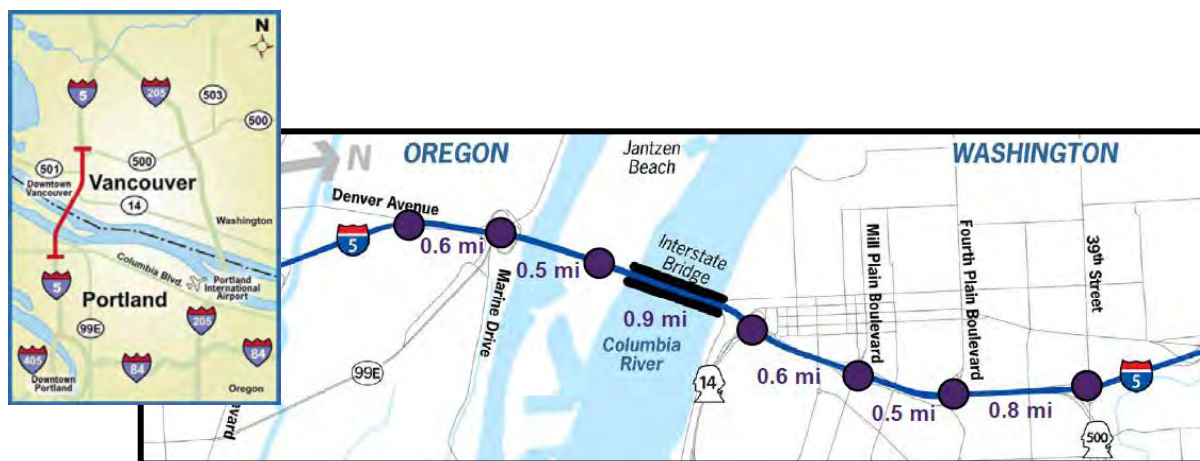 N
5
205
503
500
500
501
Downtown
Vancouver
Vancouver
14
Washington
Columbia Blvd.
Portland
International
Airport
5
Portland
99E
205
405
84
84
Downtown
Portland
Oregon
N
OREGON
Jantzen
Beach
WASHINGTON
Denver Avenue
5
0.6 mi
Marine Drive
0.5 mi
Interstate
Bridge
0.9 mi
Columbia
River
99E
14
0.6 mi
Mill Plain Boulevard
0.5 mi
Fourth Plain Boulevard
0.8 mi
39th Street
5
500